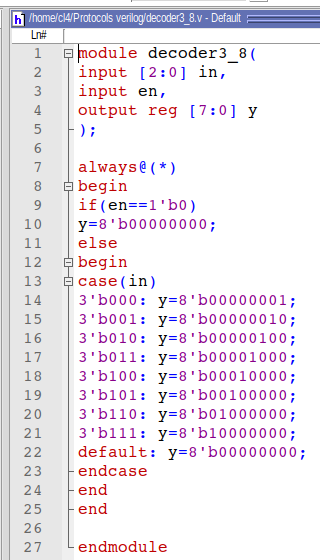 /home/cl4/Protocols verilog/decoder3_8.v - Default
Ln#
1 module decoder3_8(
2 input [2:0] in,
3 input en,
4 output reg [7:0] y
5 );
6
7 always@(*)
8 begin
9 if(en==1'b0)
10 y=8'b00000000;
11 else
12 begin
13 case(in)
14 3'b000: y=8'b00000001;
15 3'b001: y=8'b00000010;
16 3'b010: y=8'b00000100;
17 3'b011: y=8'b00001000;
18 3'b100: y=8'b00010000;
19 3'b101: y=8'b00100000;
20 3'b110: y=8'b01000000;
21 3'b111: y=8'b10000000;
22 default: y=8'b00000000;
23 endcase
24 end
25 end
26
27 endmodule